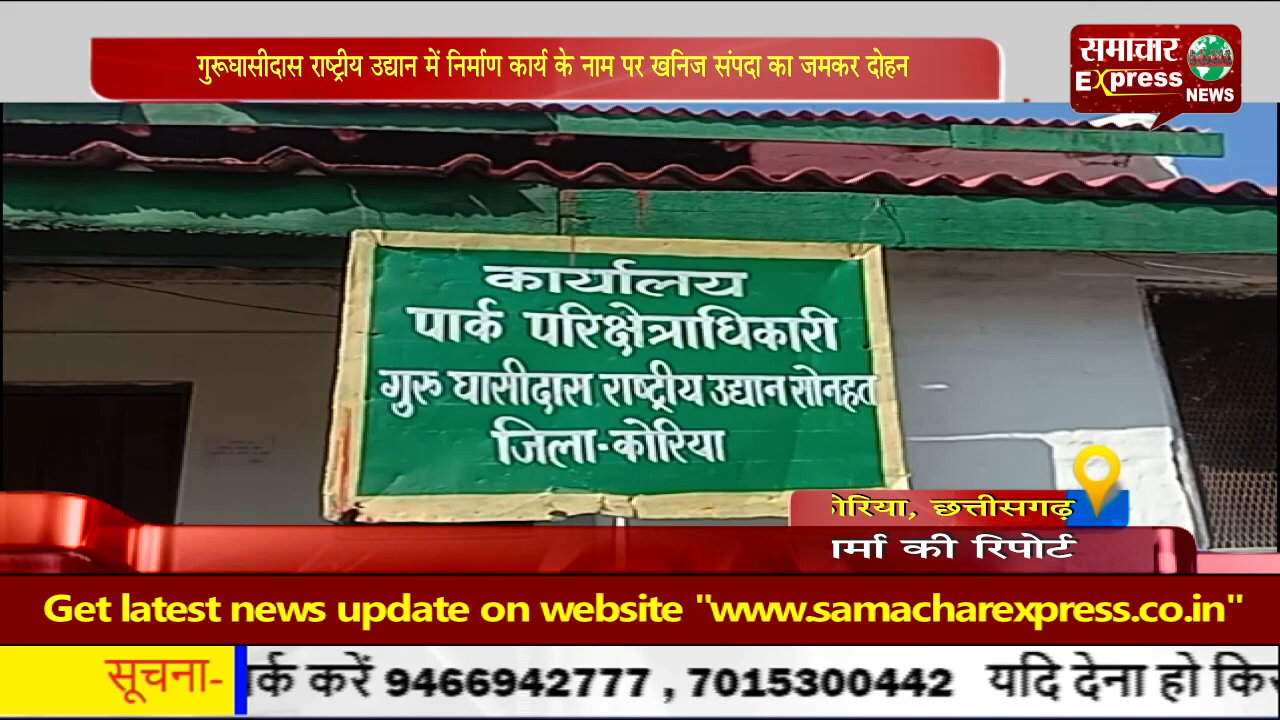 गुरूघासीदास राष्ट्रीय उद्यान में निर्माण कार्य के नाम पर खनिज संपदा का जमकर दोहन
समाचार
Express
NEWS
कार्यालय
पार्क परिक्षेत्राधिकारी
गुरु घासीदास राष्ट्रीय उद्यान सोनहत
जिला-कोरिया
छत्तीसगढ़
की रिपोर्ट
Get latest news update on website "www.samacharexpress.co.in"
सूचना- करें 9466942777 , 7015300442 यदि देना हो